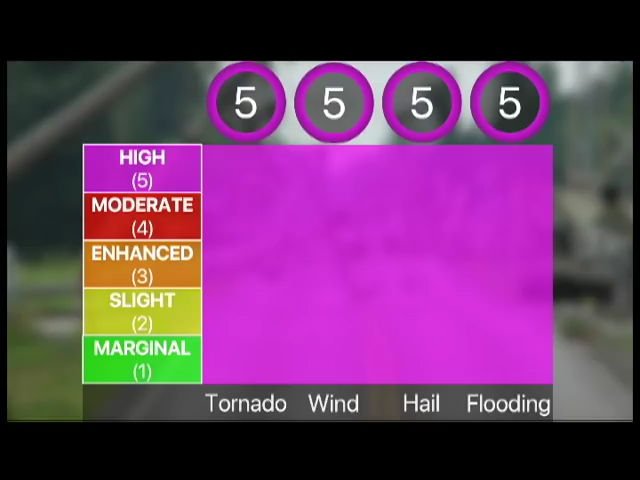 5 5 5 5
HIGH
(5)
MODERATE
(4)
ENHANCED
(3)
SLIGHT
(2)
MARGINAL
(1)
Tornado Wind Hail Flooding